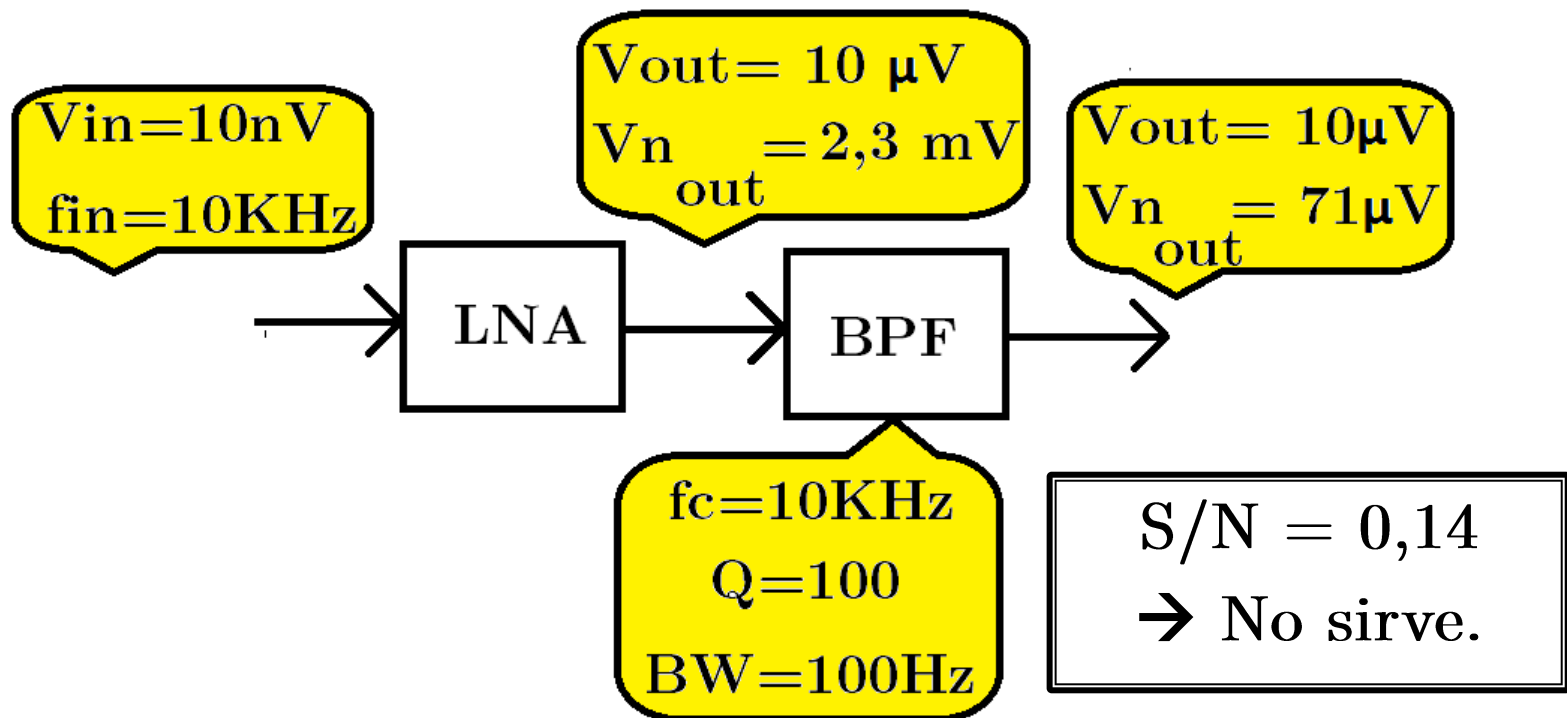 Vin=10nV
fin=10KHz
Vout= 10 µV
Vn out = 2,3 mV
Vout= 10µV
Vn out = 71µV
LNA
BPF
fc=10KHz
Q=100
BW=100Hz
S/N = 0,14
→ No sirve.